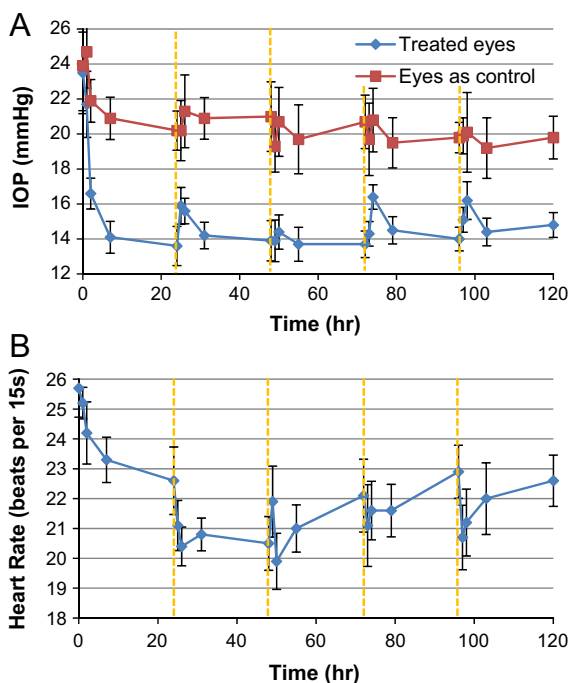 A
Treated eyes
Eyes as control
26
24
22
20
18
16
14
12
IOP (mmHg)
0 20 40 60 80 100 120
Time (hr)
B
26
25
24
23
22
21
20
19
18
Heart Rate (beats per 15s)
0 20 40 60 80 100 120
Time (hr)